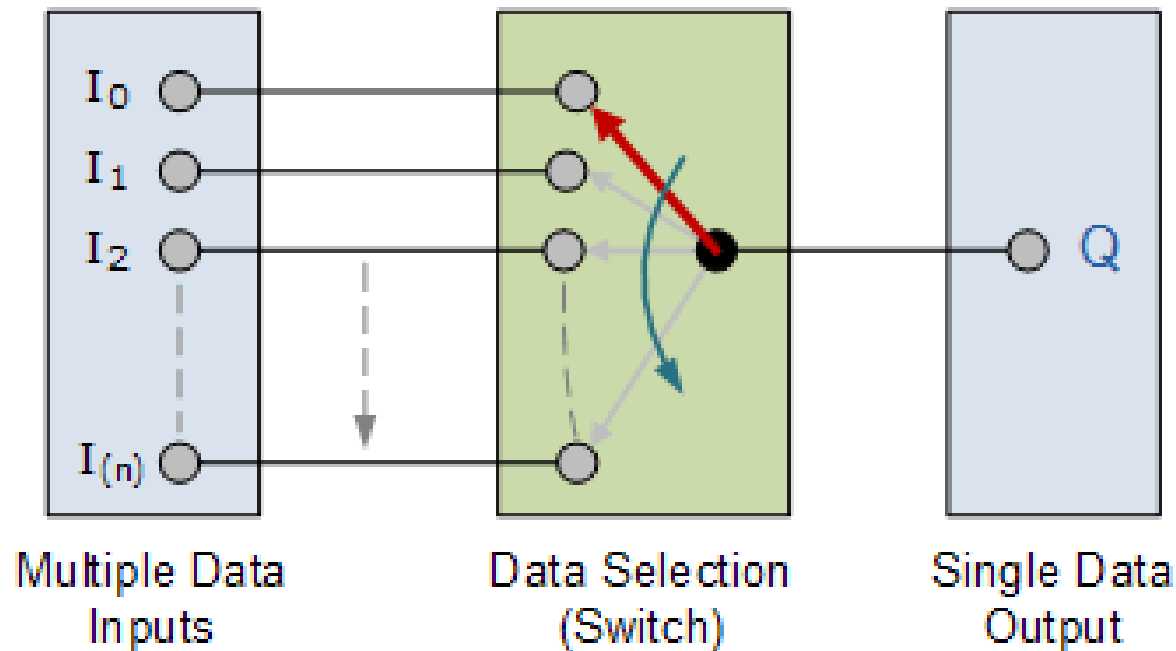 I0
I1
I2
I(n)
Q
Multiple Data
Inputs
Data Selection
(Switch)
Single Data
Output